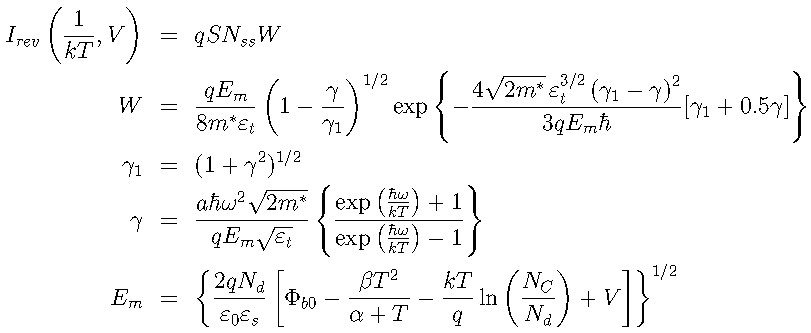 I_{rev}\left(\frac{1}{kT}, V\right) = qSN_{ss}W
W = \frac{qE_m}{8m^*\varepsilon_t}\left(1 - \frac{\gamma}{\gamma_1}\right)^{1/2} \exp\left\{-\frac{4\sqrt{2m^*}\,\varepsilon_t^{3/2}(\gamma_1 - \gamma)^2}{3qE_m\hbar}[\gamma_1 + 0.5\gamma]\right\}
\gamma_1 = (1 + \gamma^2)^{1/2}
\gamma = \frac{a\hbar\omega^2\sqrt{2m^*}}{qE_m\sqrt{\varepsilon_t}}\left\{\frac{\exp\left(\frac{\hbar\omega}{kT}\right) + 1}{\exp\left(\frac{\hbar\omega}{kT}\right) - 1}\right\}
E_m = \left\{\frac{2qN_d}{\varepsilon_0\varepsilon_s}\left[\Phi_{b0} - \frac{\beta T^2}{\alpha + T} - \frac{kT}{q}\ln\left(\frac{N_C}{N_d}\right) + V\right]\right\}^{1/2}